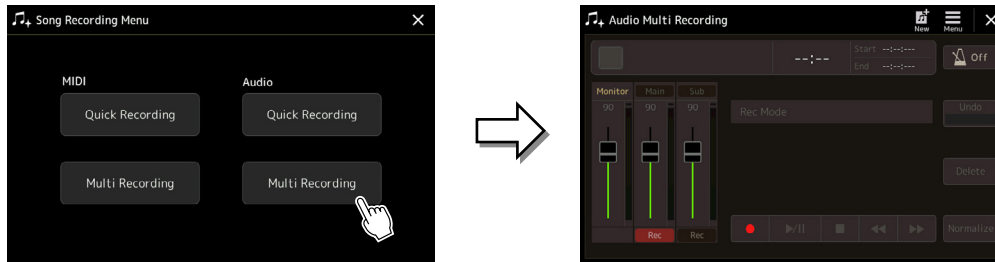 Song Recording Menu
MIDI
Audio
Quick Recording
Quick Recording
Multi Recording
Multi Recording
Audio Multi Recording
New
Menu
--:--
Start --:--:---
End --:--:---
Off
Monitor
Main
Sub
90
90
90
Rec Mode
Undo
Delete
Rec
Rec
Normalize